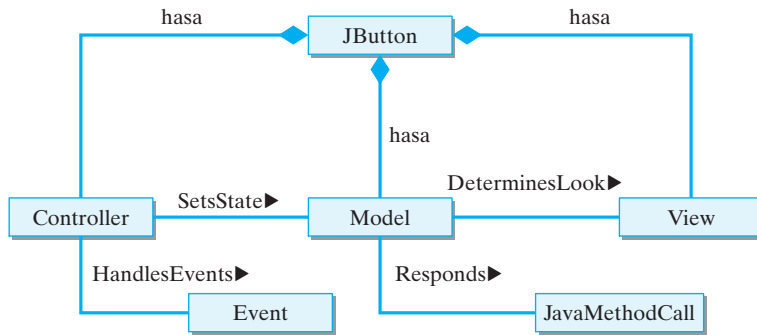 hasa
JButton
hasa
hasa
Controller
SetsState▶
Model
DeterminesLook▶
View
HandlesEvents▶
Event
Responds▶
JavaMethodCall